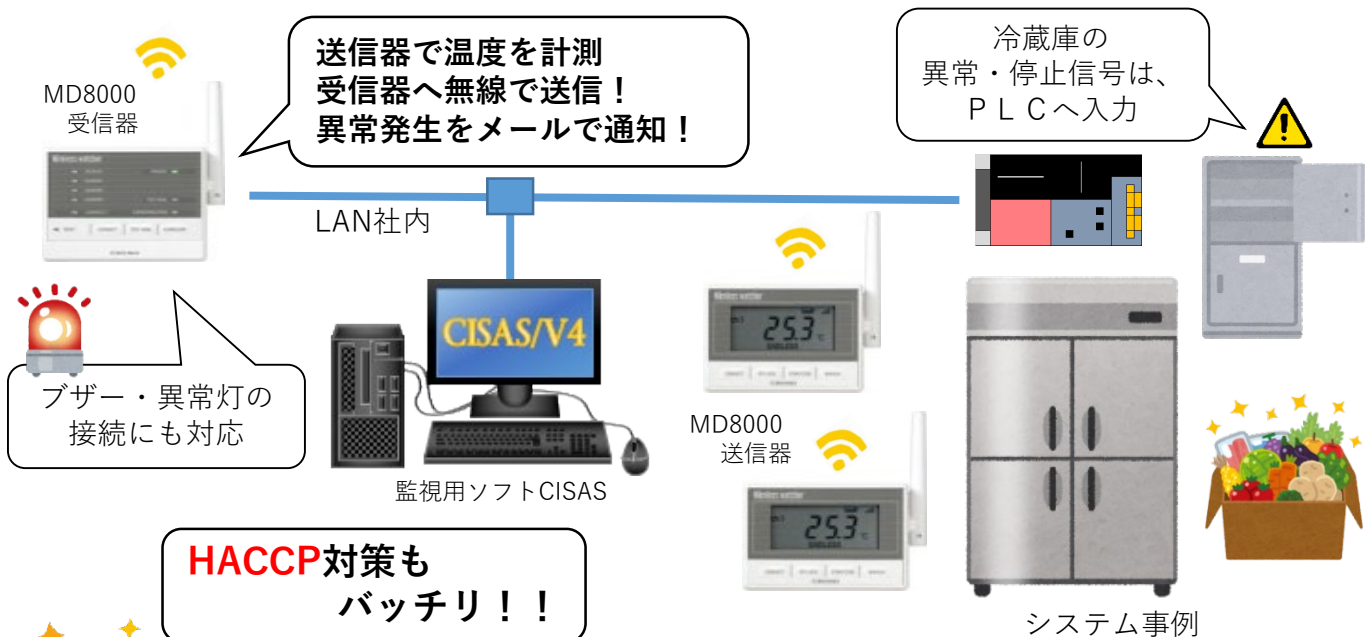 MD8000
受信器
送信器で温度を計測
受信器へ無線で送信！
異常発生をメールで通知！
冷蔵庫の
異常・停止信号は、
ＰＬＣへ入力
LAN社内
CISAS/V4
ブザー・異常灯の
接続にも対応
監視用ソフトCISAS
25.3
MD8000
送信器
25.3
HACCP対策も
バッチリ！！
システム事例